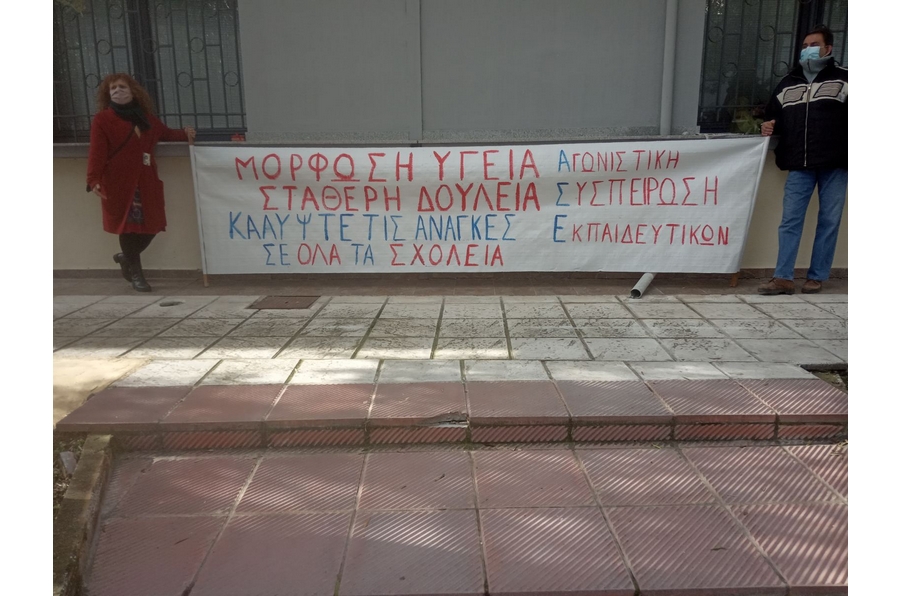 ΜΟΡΦΩΣΗ ΥΓΕΙΑ
ΣΤΑΘΕΡΗ ΔΟΥΛΕΙΑ
ΚΑΛΥΨΤΕ ΤΙΣ ΑΝΑΓΚΕΣ
ΣΕ ΟΛΑ ΤΑ ΣΧΟΛΕΙΑ
ΑΓΩΝΙΣΤΙΚΗ
ΣΥΣΠΕΙΡΩΣΗ
ΕΚΠΑΙΔΕΥΤΙΚΩΝ